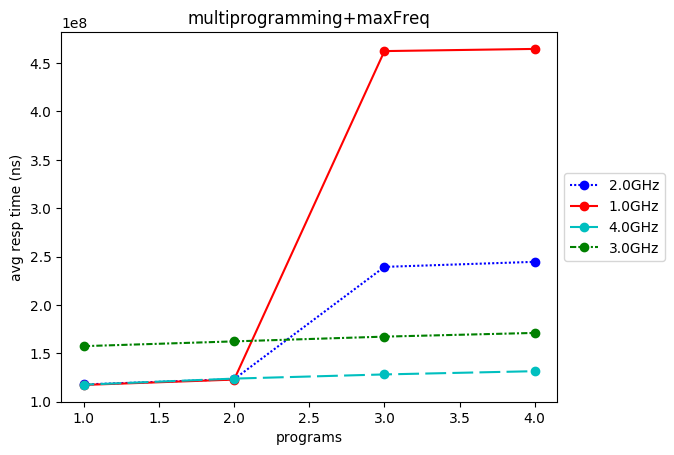 multiprogramming+maxFreq
1e8
4.5
4.0
3.5
3.0
2.5
2.0
1.5
1.0
avg resp time (ns)
1.0 1.5 2.0 2.5 3.0 3.5 4.0
programs
2.0GHz
1.0GHz
4.0GHz
3.0GHz